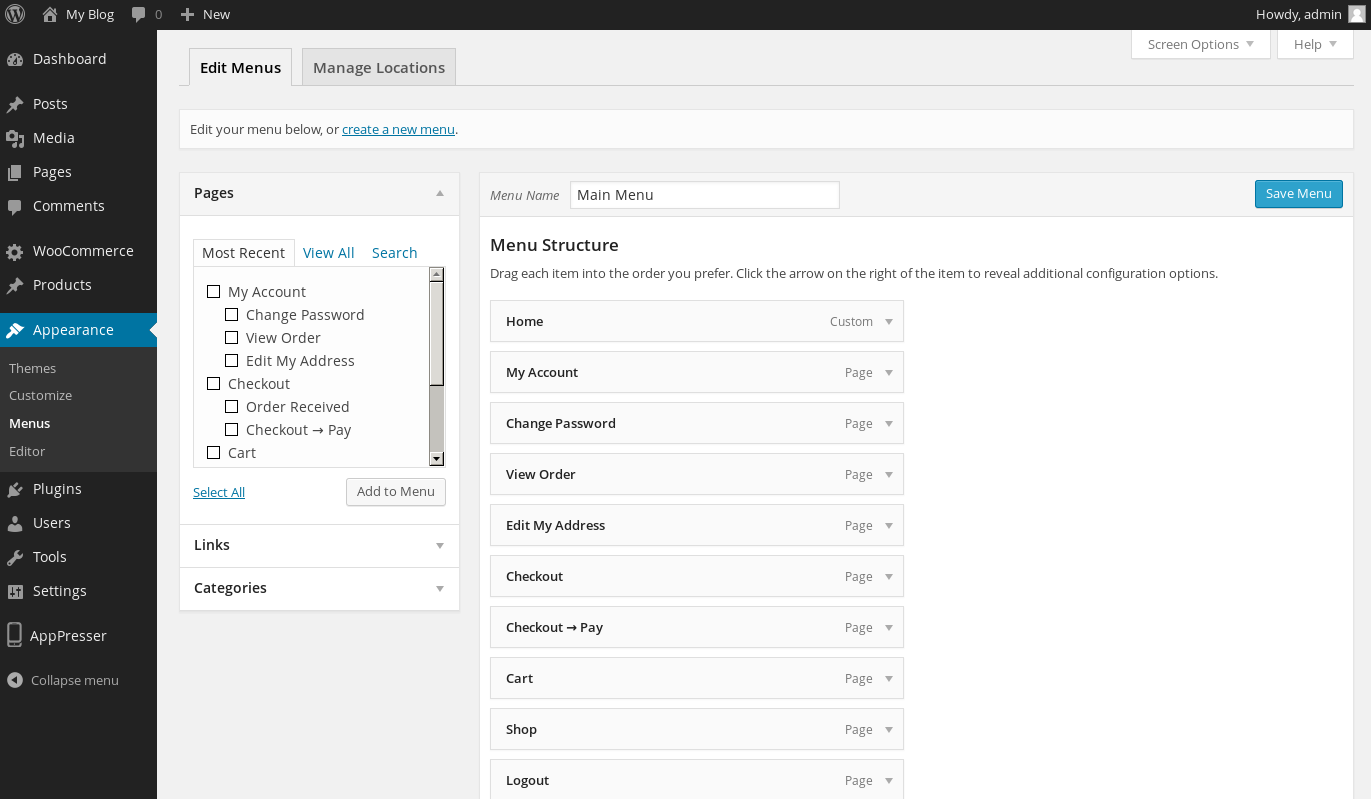 My Blog 0 New Howdy, admin
Dashboard
Posts
Media
Pages
Comments
WooCommerce
Products
Appearance
Themes
Customize
Menus
Editor
Plugins
Users
Tools
Settings
AppPresser
Collapse menu
Screen Options Help
Edit Menus Manage Locations
Edit your menu below, or create a new menu.
Pages
Most Recent View All Search
My Account
Change Password
View Order
Edit My Address
Checkout
Order Received
Checkout → Pay
Cart
Select All Add to Menu
Links
Categories
Menu Name Main Menu Save Menu
Menu Structure
Drag each item into the order you prefer. Click the arrow on the right of the item to reveal additional configuration options.
Home Custom
My Account Page
Change Password Page
View Order Page
Edit My Address Page
Checkout Page
Checkout → Pay Page
Cart Page
Shop Page
Logout Page